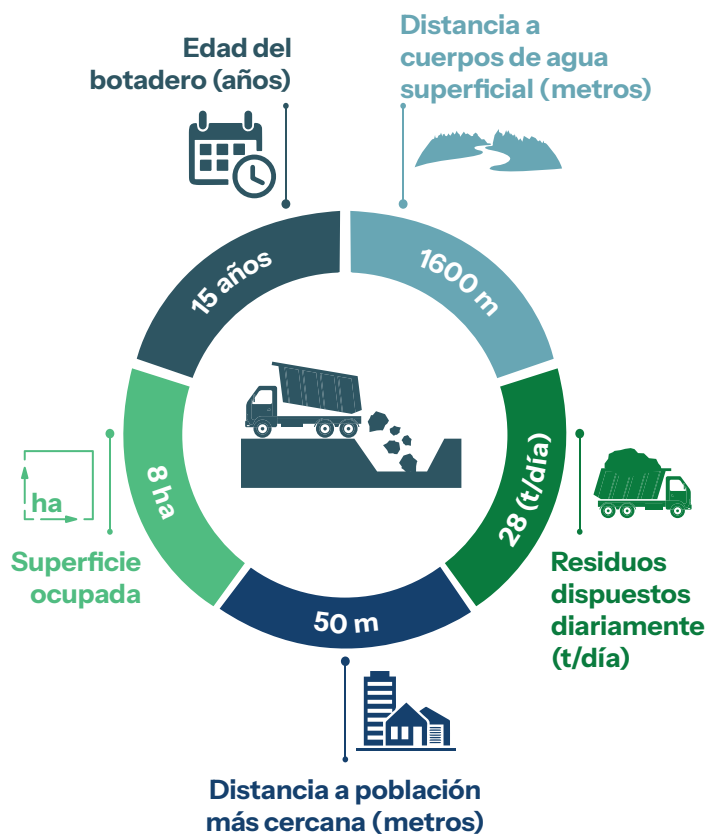 Edad del
botadero (años)
Distancia a
cuerpos de agua
superficial (metros)
15 años
1600 m
8 ha
28 (t/día)
50 m
ha
Superficie
ocupada
Residuos
dispuestos
diariamente
(t/día)
Distancia a población
más cercana (metros)